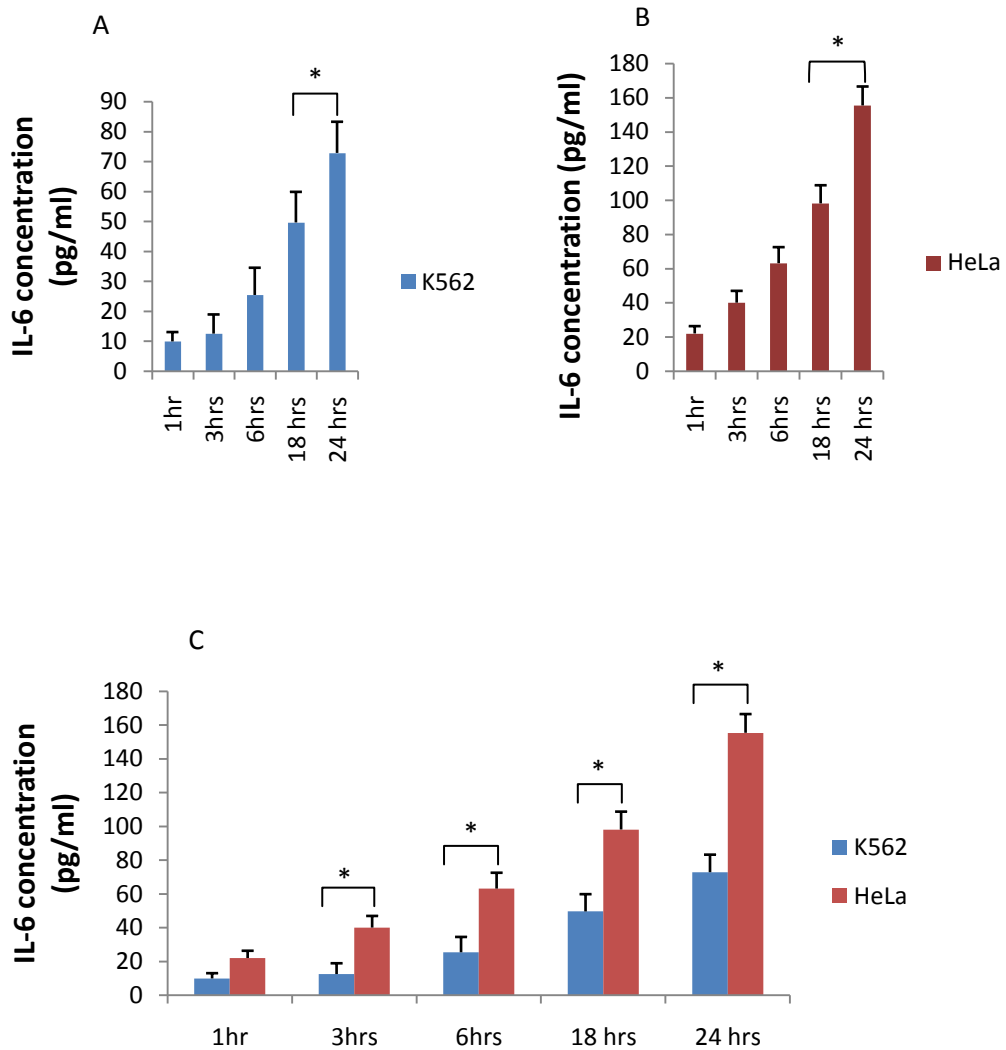 A
*
IL-6 concentration
(pg/ml)
90
80
70
60
50
40
30
20
10
0
1hr
3hrs
6hrs
18 hrs
24 hrs
K562
B
*
IL-6 concentration (pg/ml)
180
160
140
120
100
80
60
40
20
0
1hr
3hrs
6hrs
18 hrs
24 hrs
HeLa
C
IL-6 concentration
(pg/ml)
180
160
140
120
100
80
60
40
20
0
*
*
*
*
1hr
3hrs
6hrs
18 hrs
24 hrs
K562
HeLa